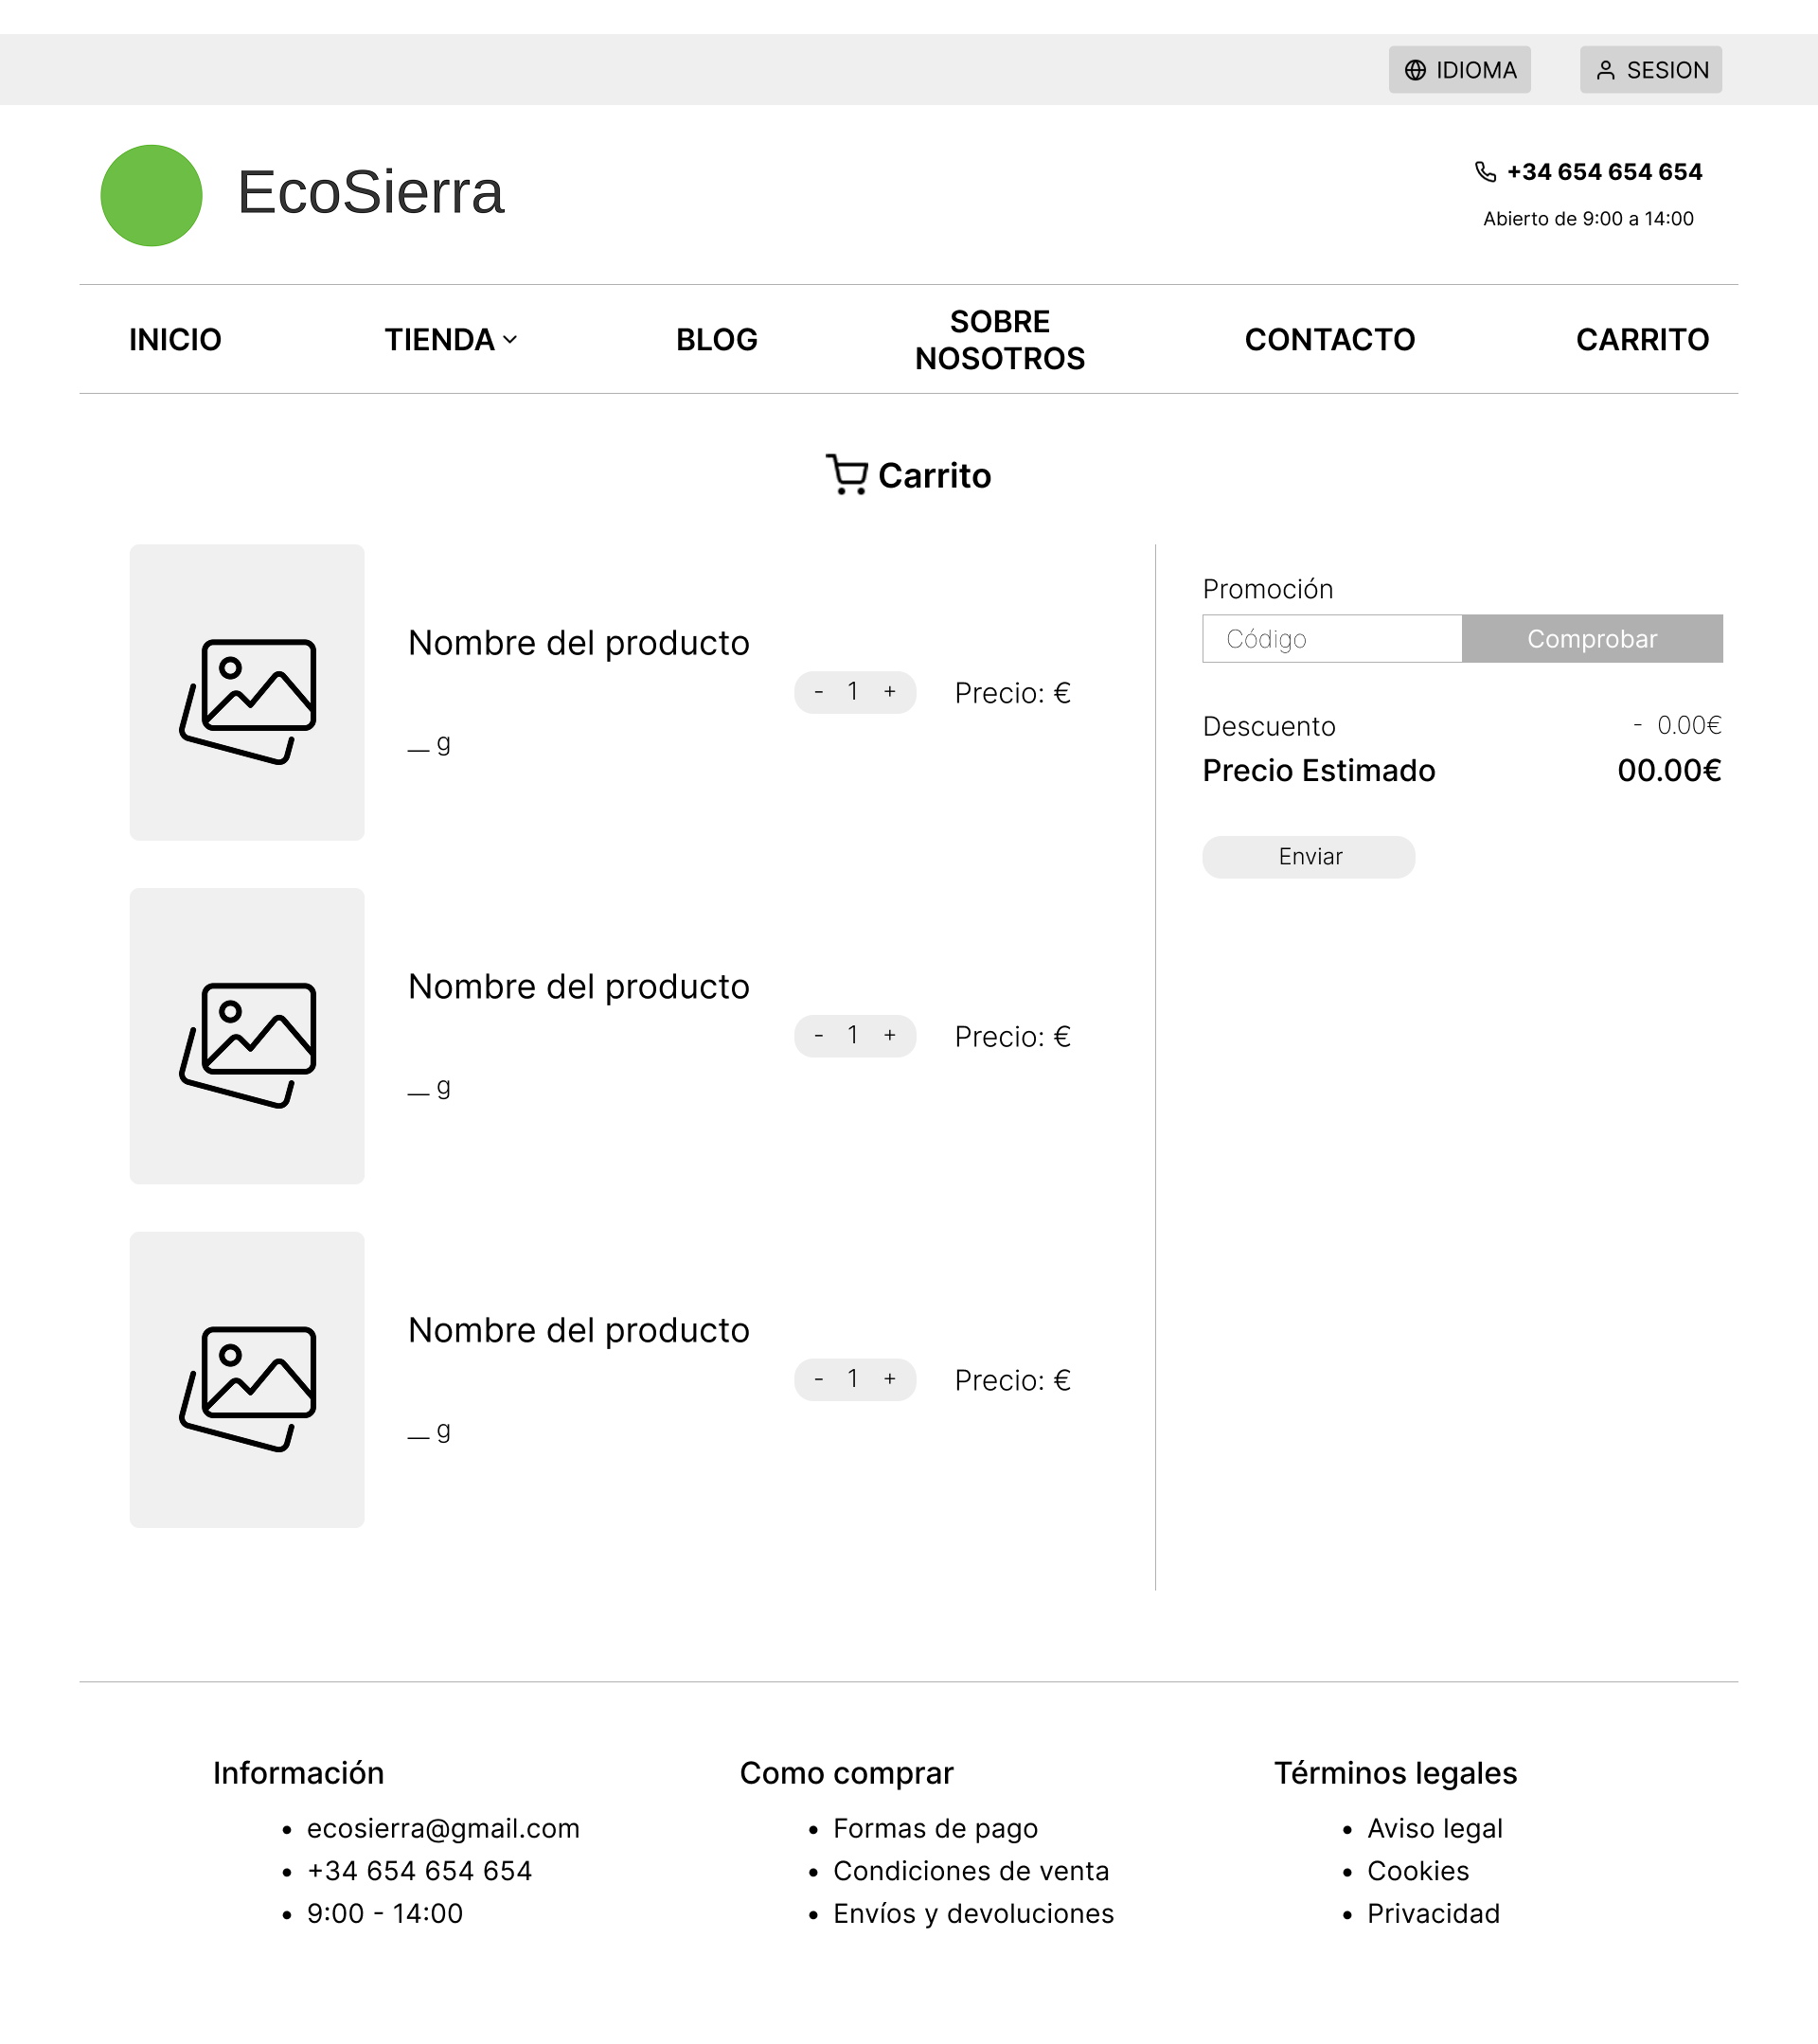 IDIOMA
SESION
EcoSierra
+34 654 654 654
Abierto de 9:00 a 14:00
INICIO
TIENDA
BLOG
SOBRE
NOSOTROS
CONTACTO
CARRITO
Carrito
Nombre del producto
- 1 +
Precio: €
__ g
Nombre del producto
- 1 +
Precio: €
__ g
Nombre del producto
- 1 +
Precio: €
__ g
Promoción
Código
Comprobar
Descuento - 0.00€
Precio Estimado 00.00€
Enviar
Información
• ecosierra@gmail.com
• +34 654 654 654
• 9:00 - 14:00
Como comprar
• Formas de pago
• Condiciones de venta
• Envíos y devoluciones
Términos legales
• Aviso legal
• Cookies
• Privacidad